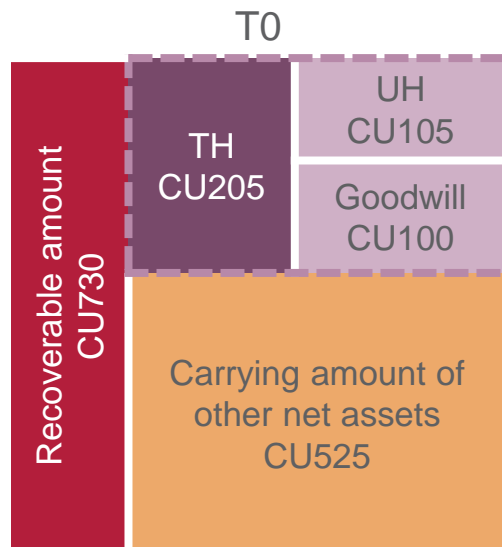 T0
Recoverable amount
CU730
TH
CU205
UH
CU105
Goodwill
CU100
Carrying amount of
other net assets
CU525